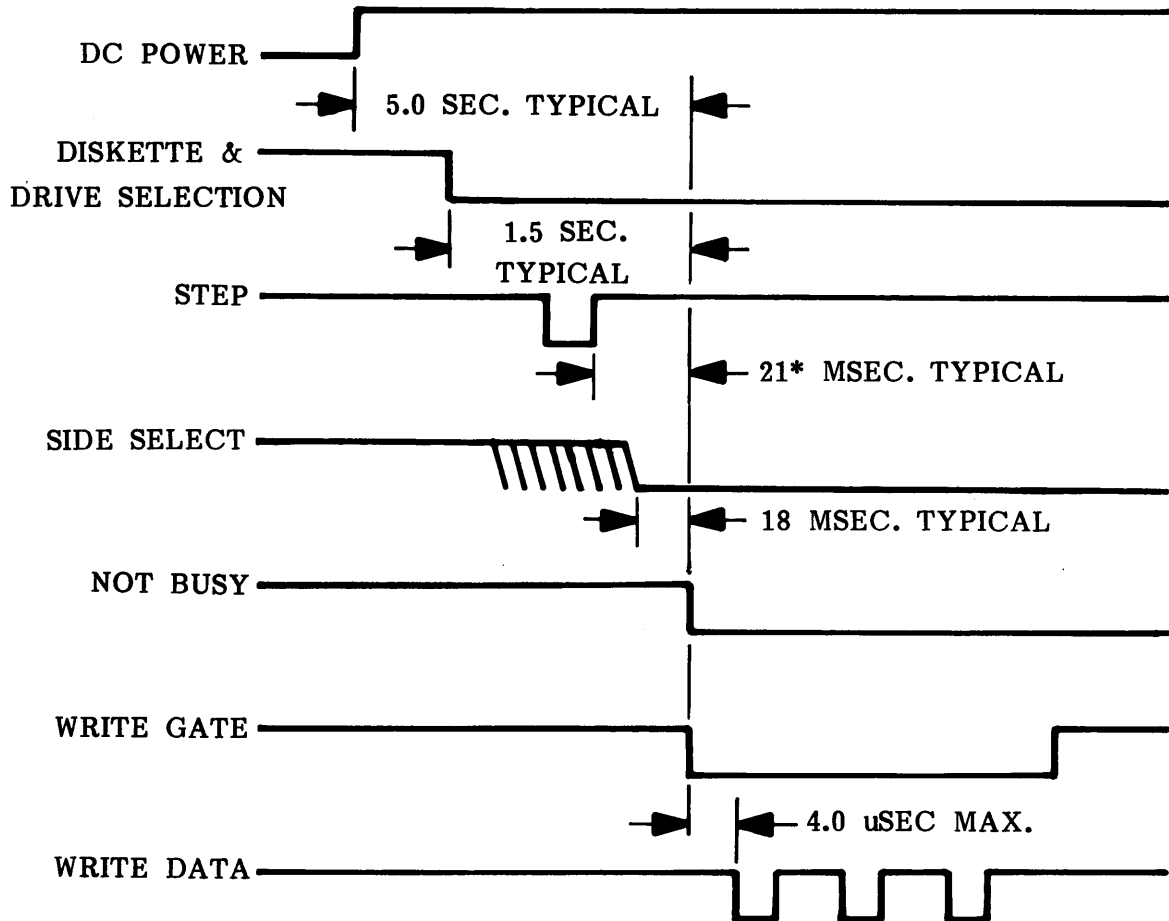 DC POWER
5.0 SEC. TYPICAL
DISKETTE &
DRIVE SELECTION
1.5 SEC.
TYPICAL
STEP
21* MSEC. TYPICAL
SIDE SELECT
18 MSEC. TYPICAL
NOT BUSY
WRITE GATE
4.0 uSEC MAX.
WRITE DATA